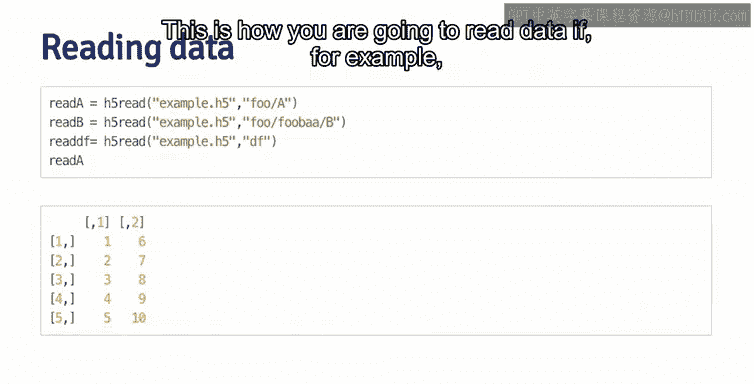 This is how you are going to read data if,
for example,
Reading data
readA = h5read("example.h5","foo/A")
readB = h5read("example.h5","foo/foobaa/B")
readdf= h5read("example.h5","df")
readA
[,1] [,2]
[1,] 1 6
[2,] 2 7
[3,] 3 8
[4,] 4 9
[5,] 5 10